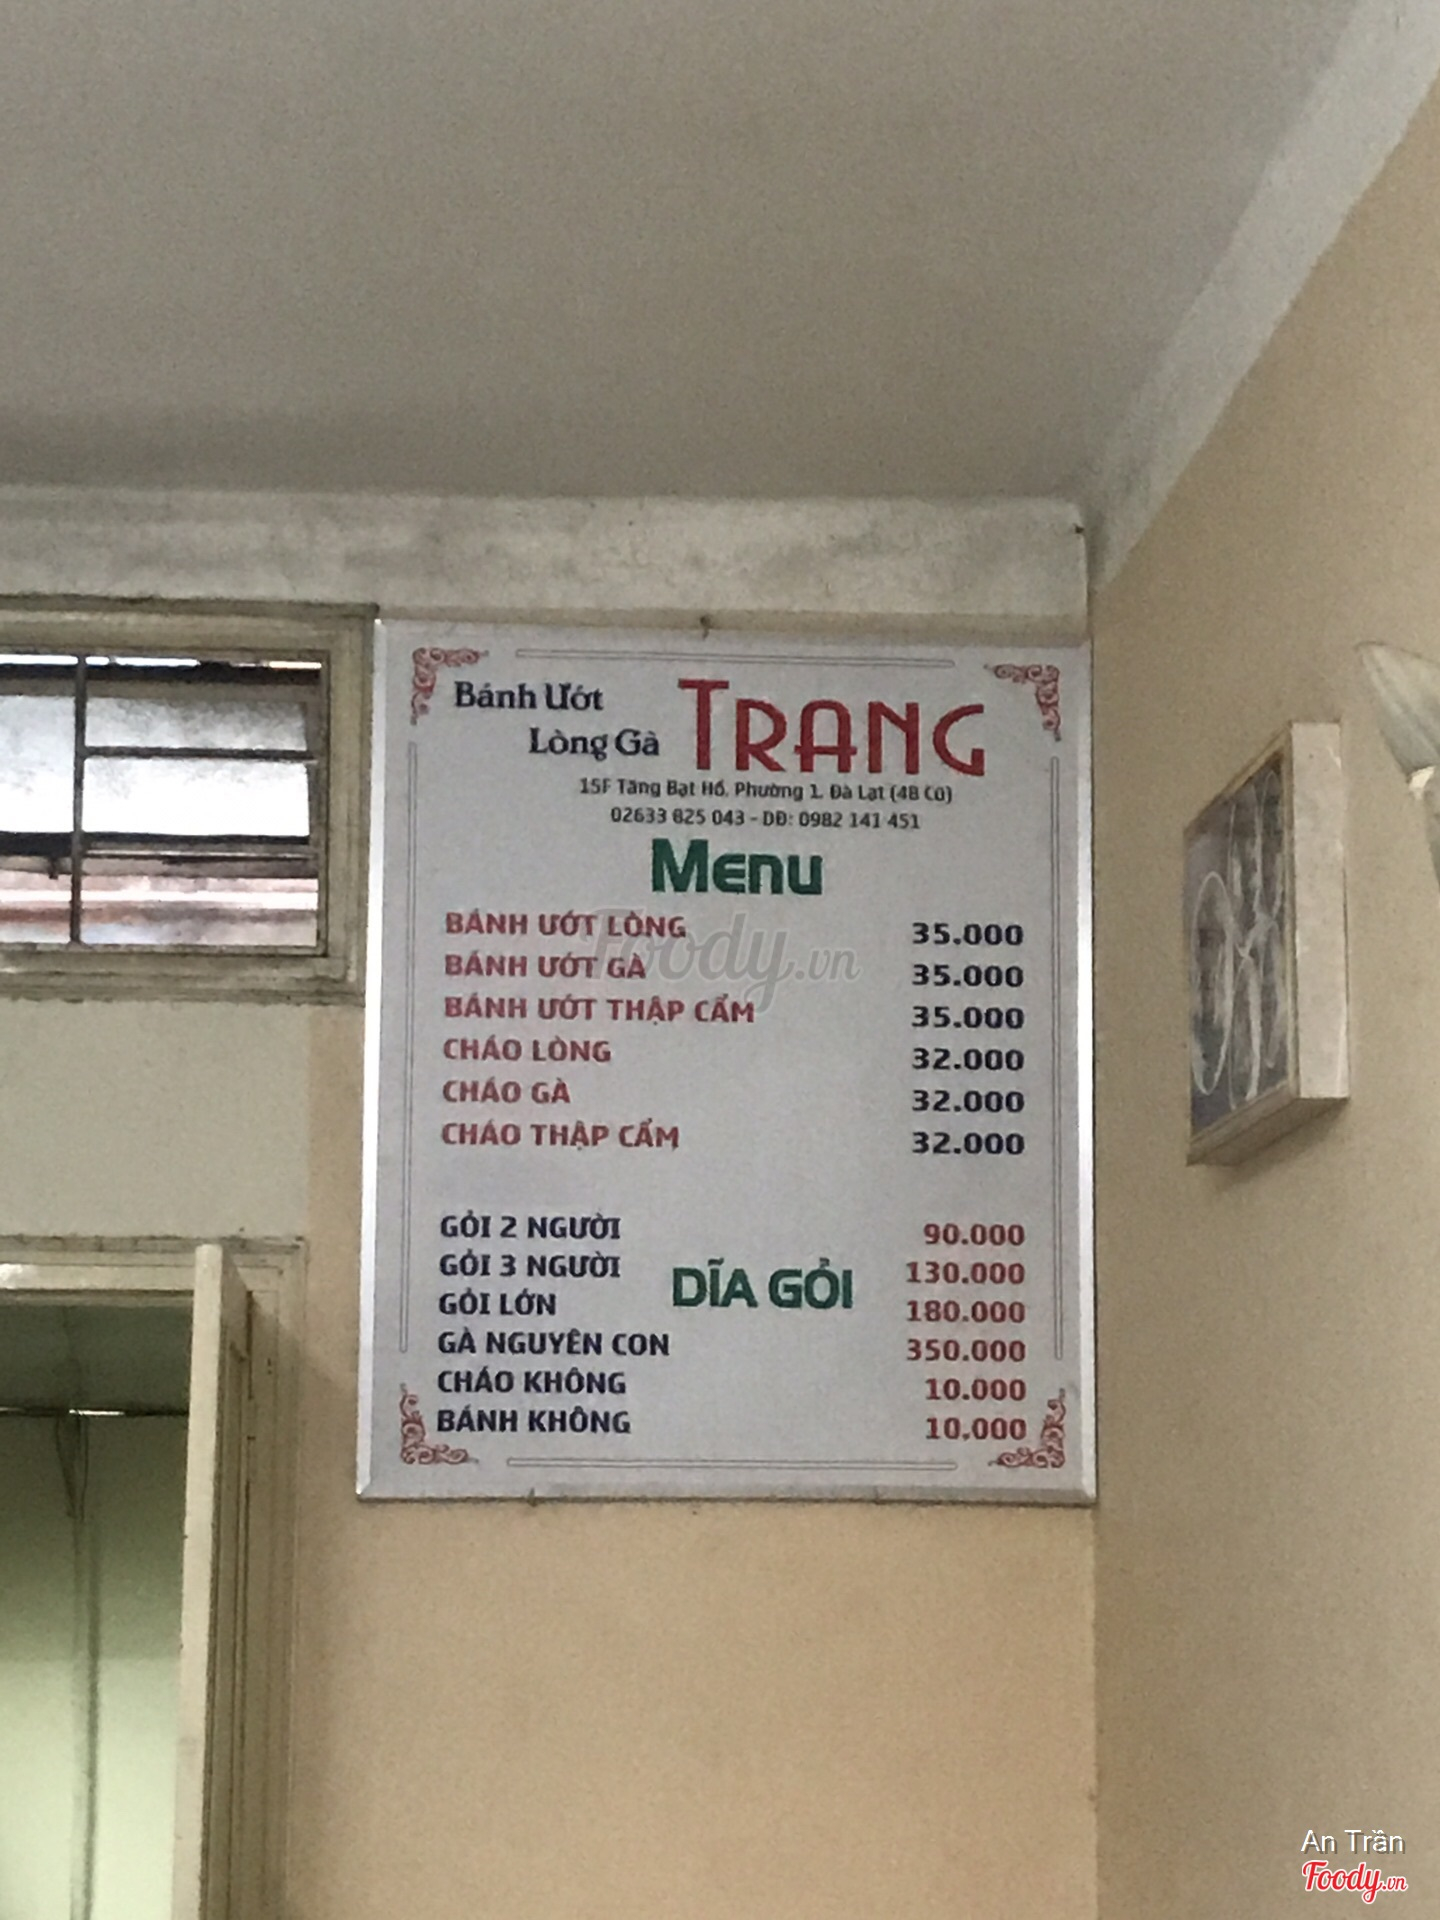 Bánh Ướt
Lòng Gà TRANG
15F Tăng Bạt Hổ, Phường 1, Đà Lạt (4B Cũ)
02633 825 043 - DĐ: 0982 141 451
Menu
BÁNH ƯỚT LÒNG 35.000
BÁNH ƯỚT GÀ 35.000
BÁNH ƯỚT THẬP CẨM 35.000
CHÁO LÒNG 32.000
CHÁO GÀ 32.000
CHÁO THẬP CẨM 32.000
GỎI 2 NGƯỜI 90.000
GỎI 3 NGƯỜI 130.000
DĨA GỎI
GỎI LỚN 180.000
GÀ NGUYÊN CON 350.000
CHÁO KHÔNG 10.000
BÁNH KHÔNG 10.000
Foody.vn
An Trần
Foody.vn